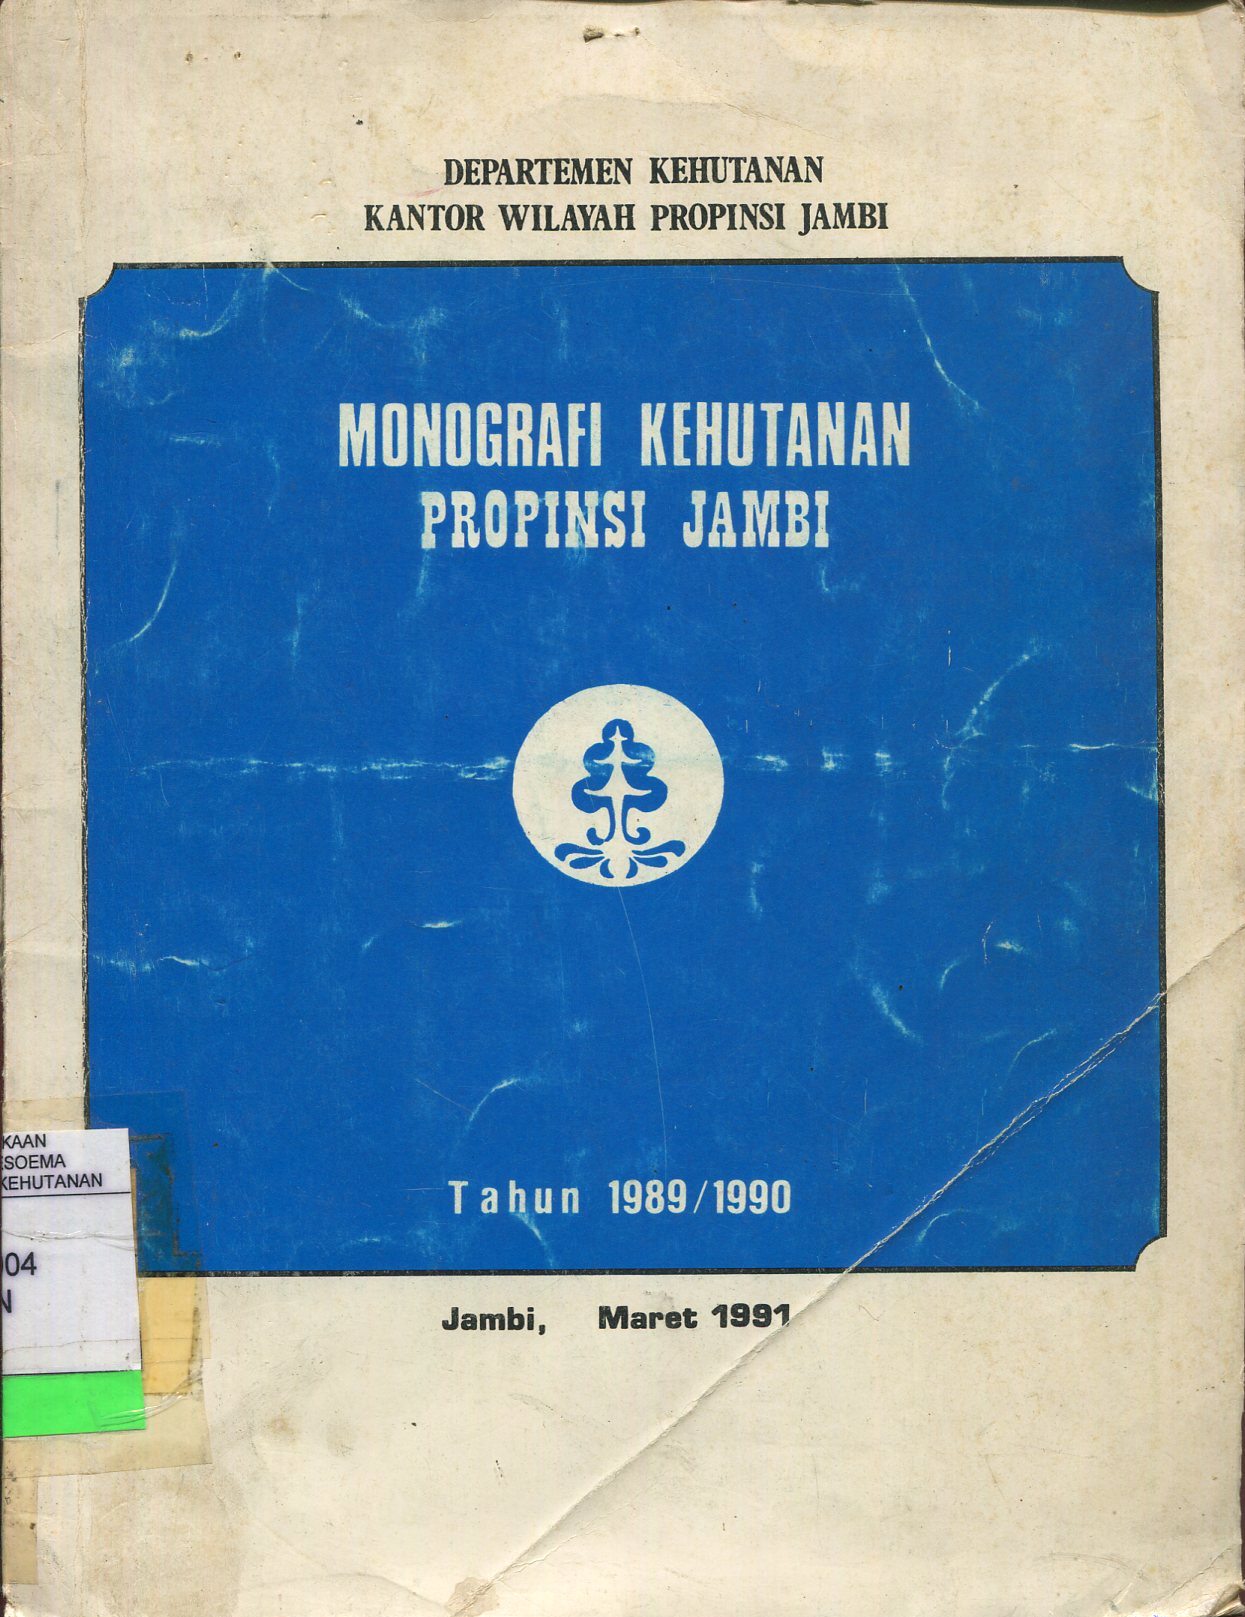 DEPARTEMEN KEHUTANAN
KANTOR WILAYAH PROPINSI JAMBI
MONOGRAFI KEHUTANAN
PROPINSI JAMBI
Tahun 1989/1990
Jambi, Maret 1991
KAAN
SOEMA
KEHUTANAN
04
N